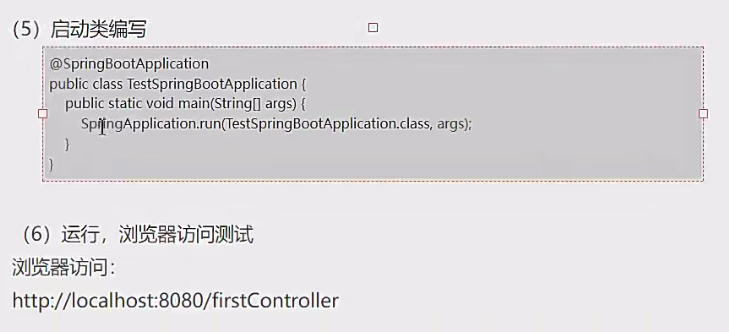 （5）启动类编写
@SpringBootApplication
public class TestSpringBootApplication {
public static void main(String[] args) {
SpringApplication.run(TestSpringBootApplication.class, args);
}
}
（6）运行，浏览器访问测试
浏览器访问：
http://localhost:8080/firstController